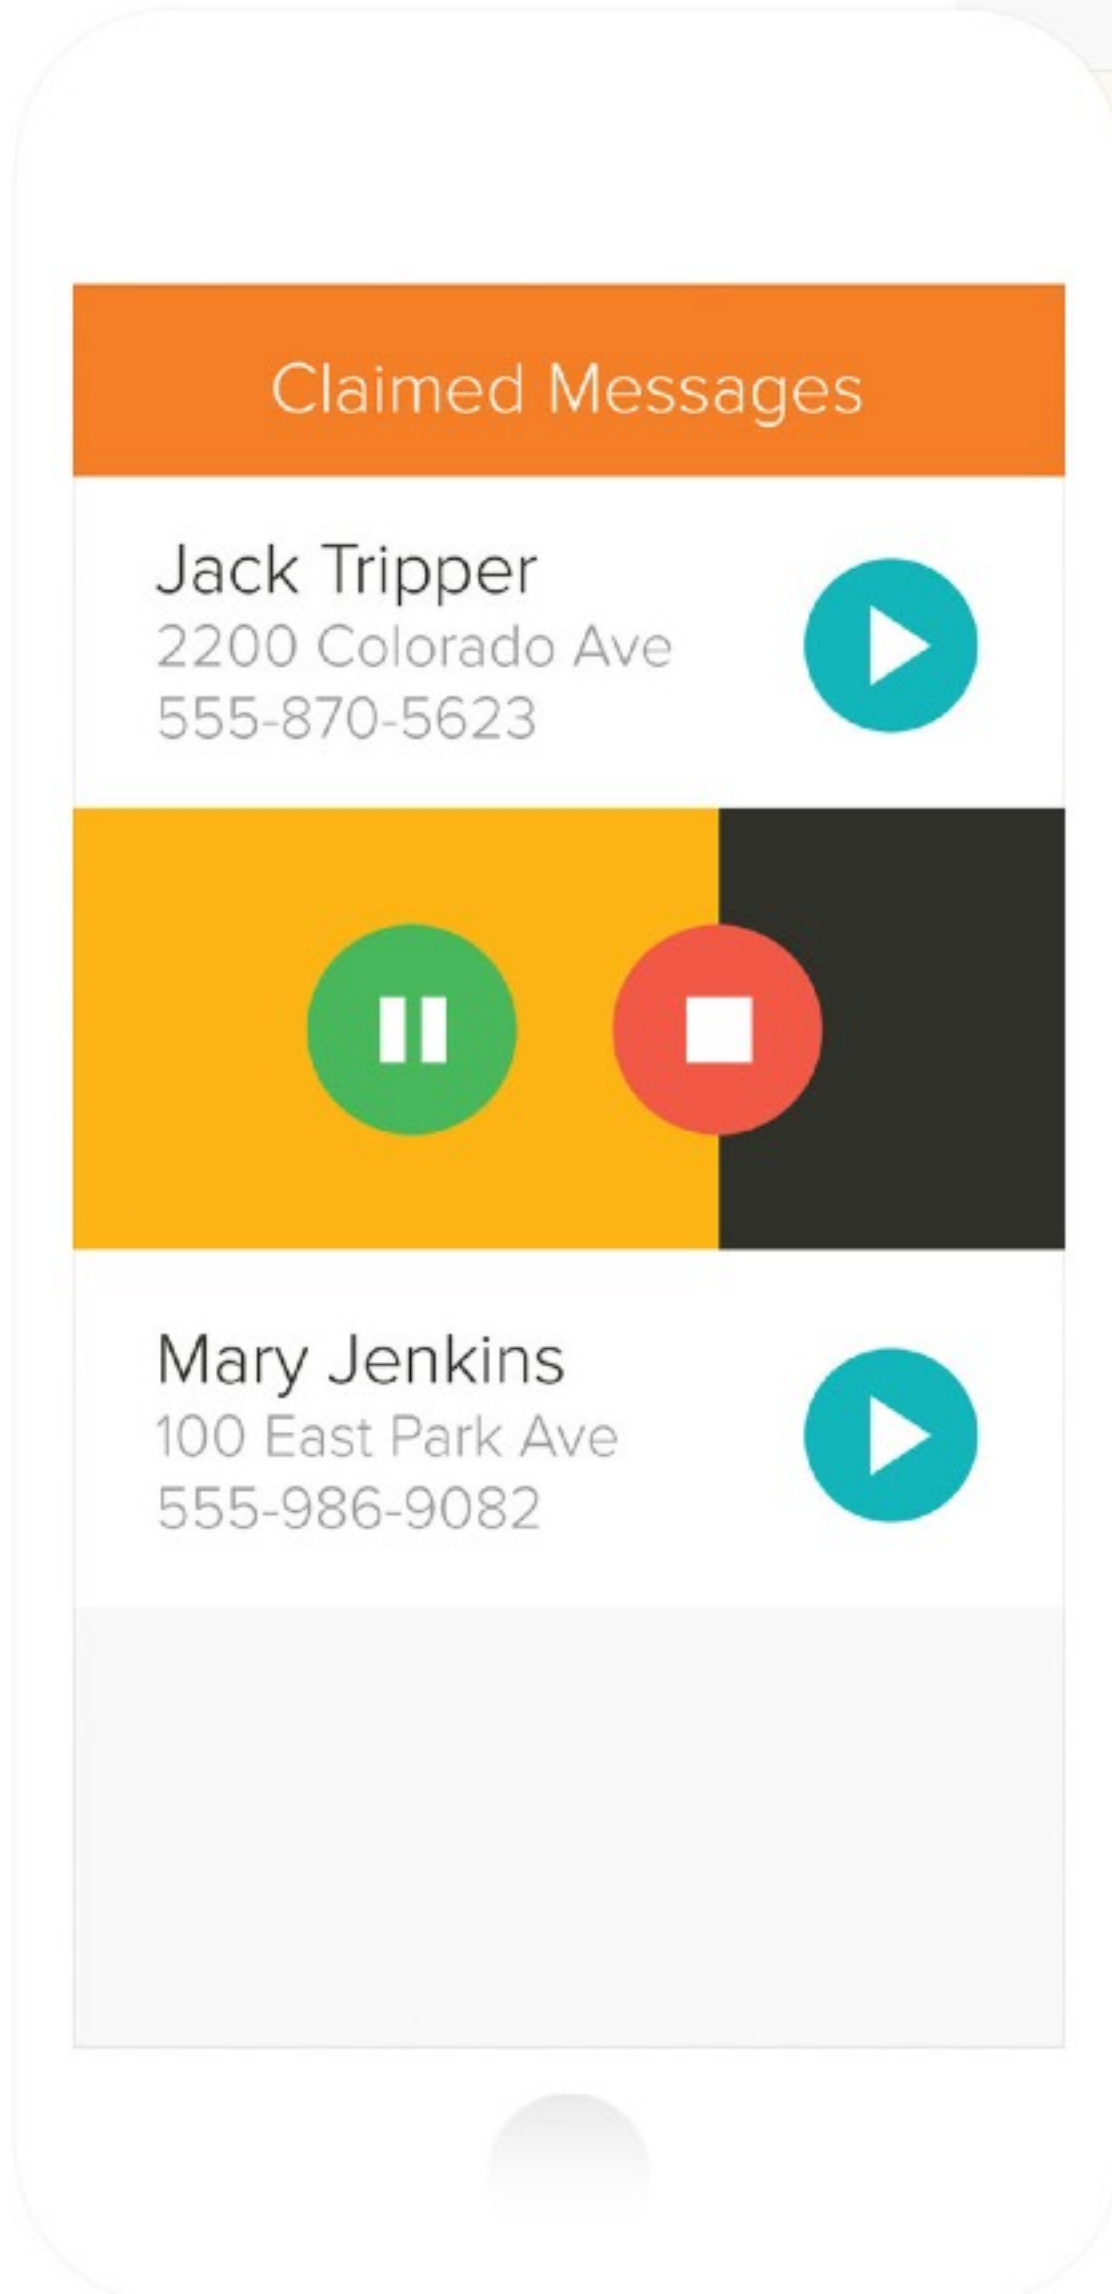 Claimed Messages
Jack Tripper
2200 Colorado Ave
555-870-5623
Mary Jenkins
100 East Park Ave
555-986-9082